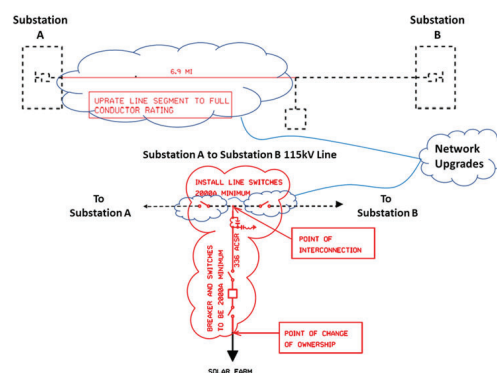 Substation
A
Substation
B
6.9 MI
UPRATE LINE SEGMENT TO FULL
CONDUCTOR RATING
Network
Upgrades
Substation A to Substation B 115kV Line
INSTALL LINE SWITCHES
2000A MINIMUM
To
Substation A
To
Substation B
336 ACSR
BREAKER AND SWITCHES
TO BE 2000A MINIMUM
POINT OF
INTERCONNECTION
POINT OF CHANGE
OF OWNERSHIP
SOLAR FARM